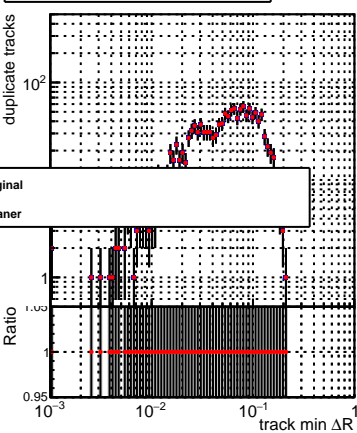 duplicate tracks
10²
ginal
aner
1
Ratio
1.05
1
0.95
10⁻³
10⁻²
10⁻¹
1
track min ΔR